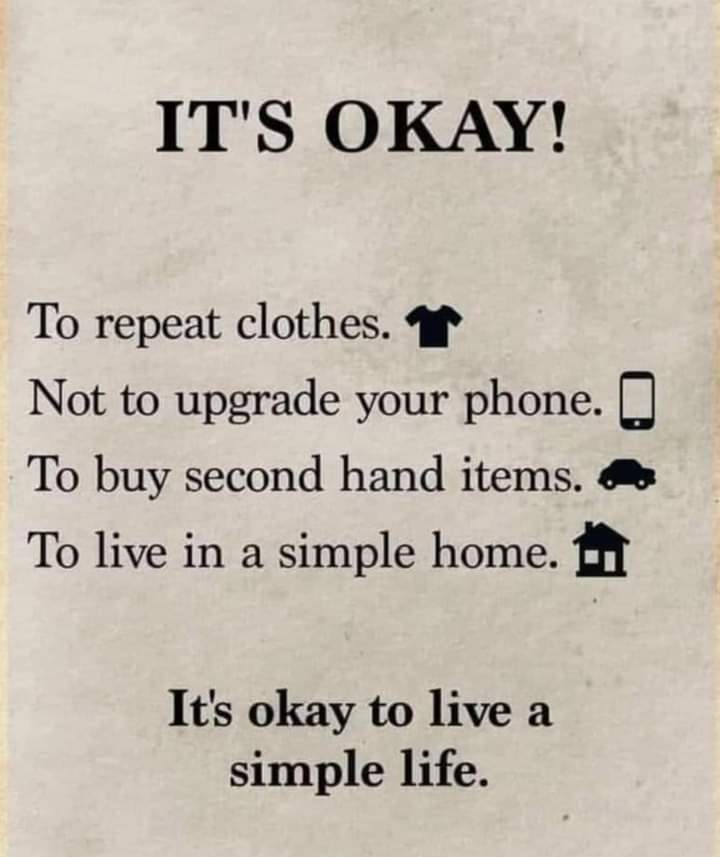 IT'S OKAY!
To repeat clothes.
Not to upgrade your phone.
To buy second hand items.
To live in a simple home.
It's okay to live a
simple life.